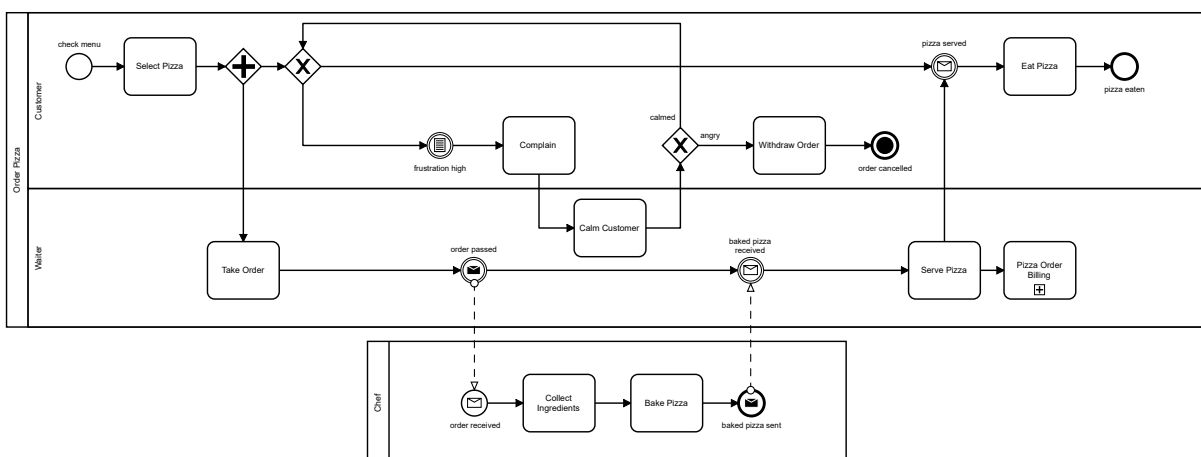 Order Pizza
Customer
check menu
Select Pizza
pizza served
Eat Pizza
pizza eaten
frustration high
Complain
calmed
angry
Withdraw Order
order cancelled
Waiter
Take Order
order passed
Calm Customer
baked pizza
received
Serve Pizza
Pizza Order
Billing
Chef
order received
Collect
Ingredients
Bake Pizza
baked pizza sent